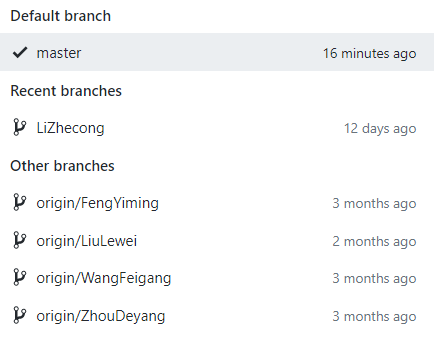 Default branch
master 16 minutes ago
Recent branches
LiZhecong 12 days ago
Other branches
origin/FengYiming 3 months ago
origin/LiuLewei 2 months ago
origin/WangFeigang 3 months ago
origin/ZhouDeyang 3 months ago